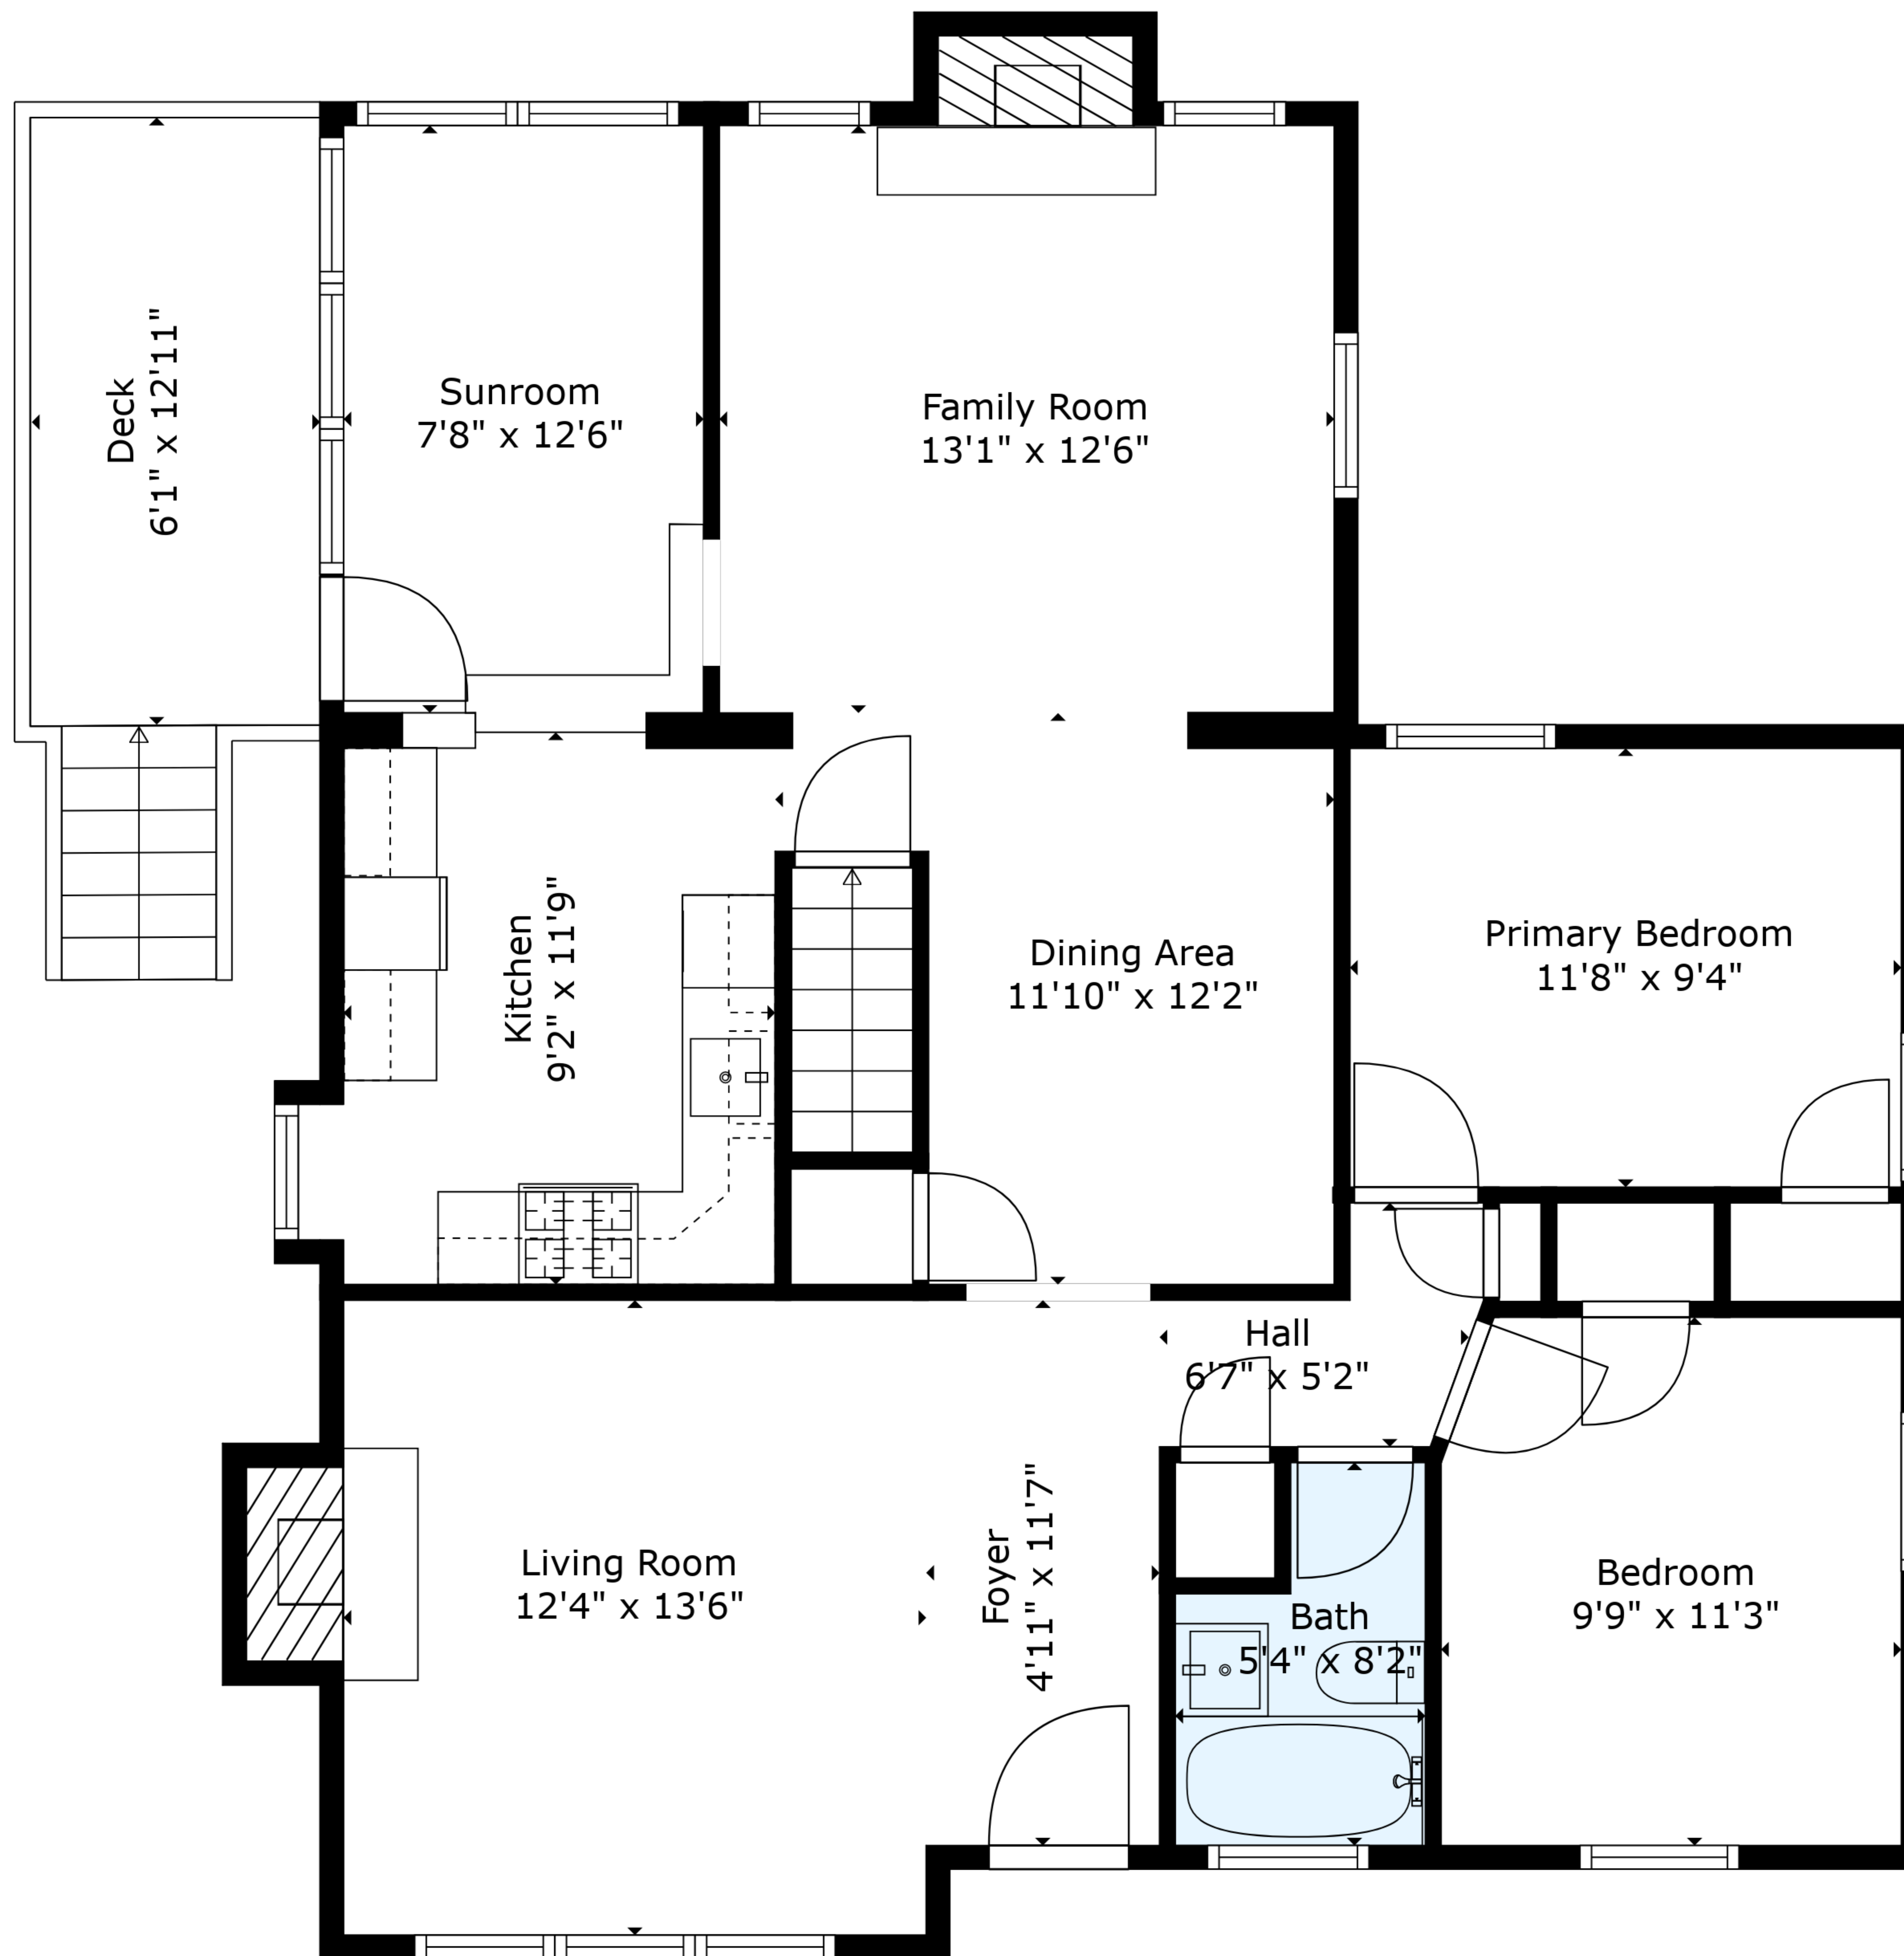 Deck
6'1" x 12'11"
Sunroom
7'8" x 12'6"
Family Room
13'1" x 12'6"
Kitchen
9'2" x 11'9"
Dining Area
11'10" x 12'2"
Primary Bedroom
11'8" x 9'4"
Hall
6'7" x 5'2"
Living Room
12'4" x 13'6"
Foyer
4'11" x 11'7"
Bath
5'4" x 8'2"
Bedroom
9'9" x 11'3"